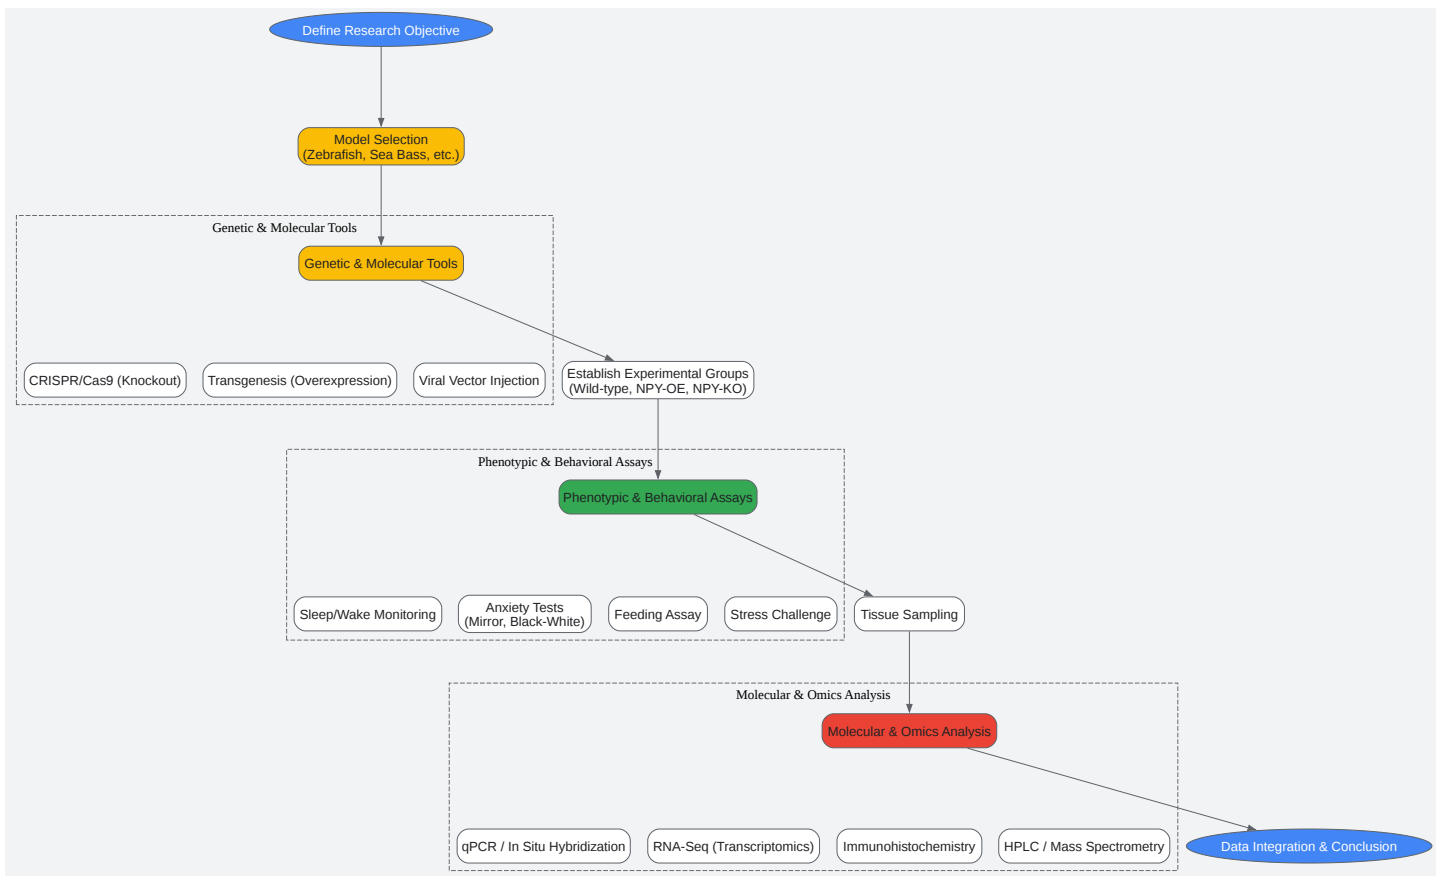 Define Research Objective
Model Selection
(Zebrafish, Sea Bass, etc.)
Genetic & Molecular Tools
Genetic & Molecular Tools
CRISPR/Cas9 (Knockout)
Transgenesis (Overexpression)
Viral Vector Injection
Establish Experimental Groups
(Wild-type, NPY-OE, NPY-KO)
Phenotypic & Behavioral Assays
Phenotypic & Behavioral Assays
Sleep/Wake Monitoring
Anxiety Tests
(Mirror, Black-White)
Feeding Assay
Stress Challenge
Tissue Sampling
Molecular & Omics Analysis
Molecular & Omics Analysis
qPCR / In Situ Hybridization
RNA-Seq (Transcriptomics)
Immunohistochemistry
HPLC / Mass Spectrometry
Data Integration & Conclusion